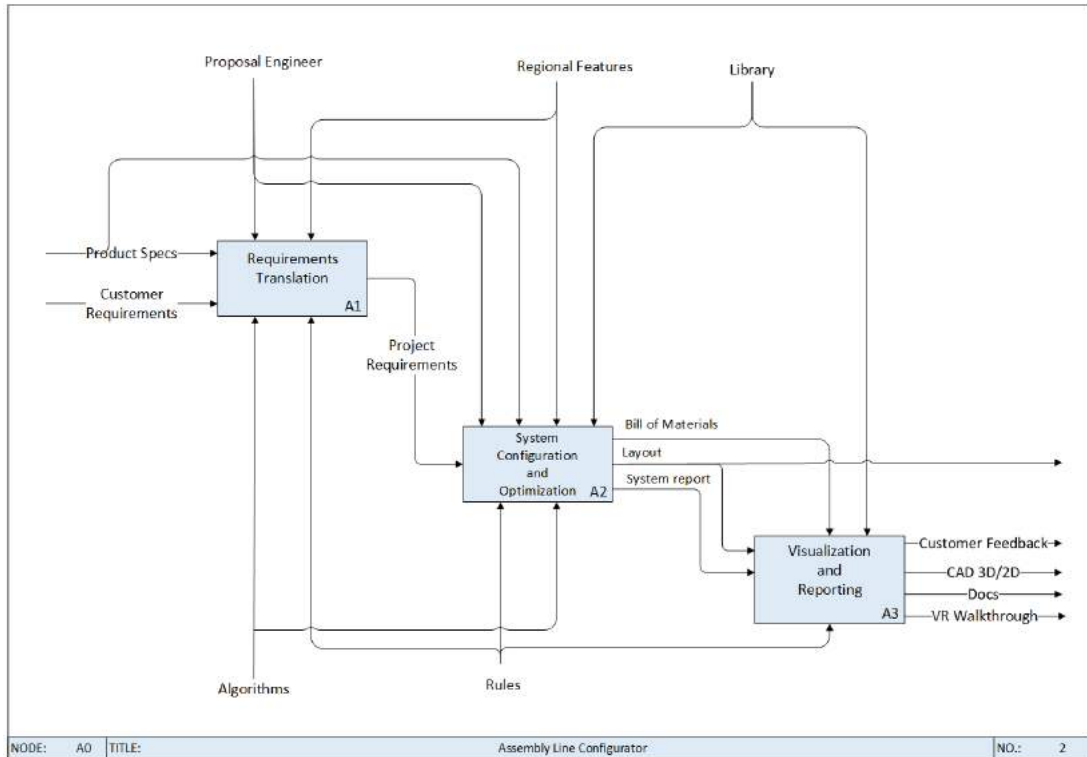 Proposal Engineer
Regional Features
Library
Product Specs
Customer
Requirements
Requirements
Translation
A1
Project
Requirements
System
Configuration
and
Optimization
A2
Bill of Materials
Layout
System report
Visualization
and
Reporting
A3
Customer Feedback
CAD 3D/2D
Docs
VR Walkthrough
Algorithms
Rules
NODE: A0 TITLE: Assembly Line Configurator NO.: 2